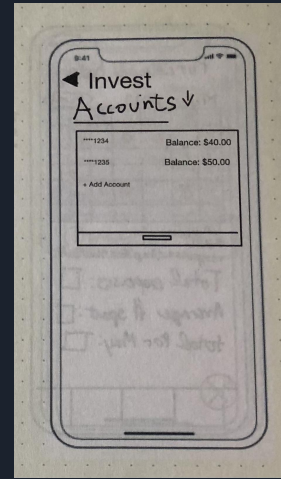 9:41
◀ Invest
Accounts ↓
****1234 Balance: $40.00
****1235 Balance: $50.00
+ Add Account